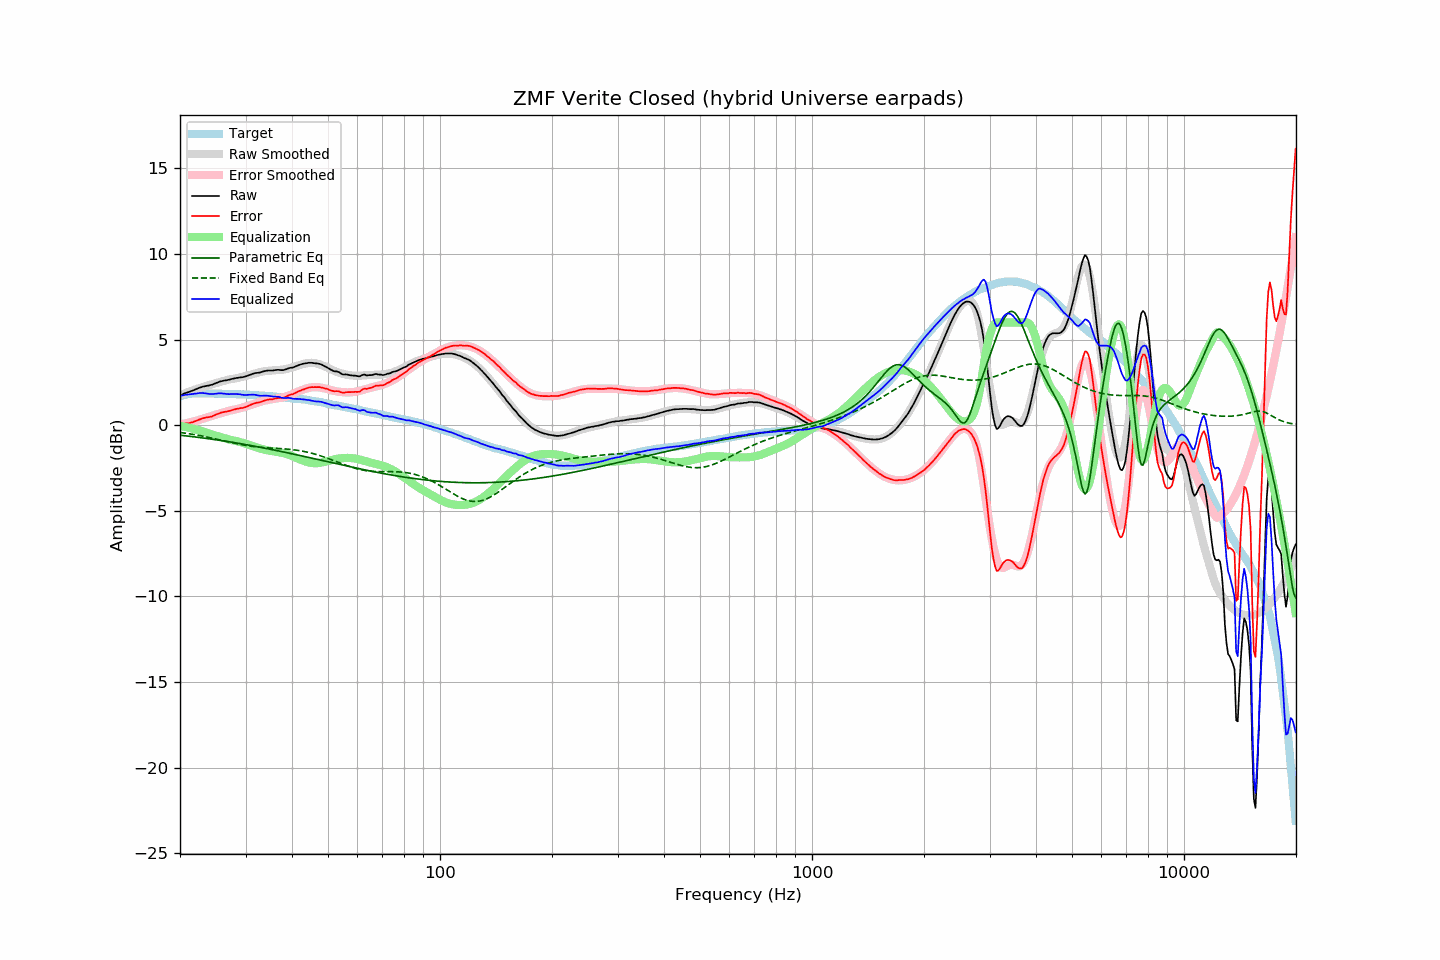 ZMF Verite Closed (hybrid Universe earpads)
Target
Raw Smoothed
Error Smoothed
Raw
Error
Equalization
Parametric Eq
Fixed Band Eq
Equalized
15
10
5
0
−5
−10
−15
−20
−25
Amplitude (dBr)
100
1000
10000
Frequency (Hz)